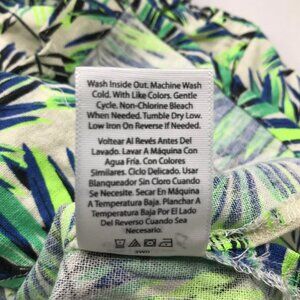 Wash Inside Out. Machine Wash
Cold. With Like Colors. Gentle
Cycle. Non-Chlorine Bleach
When Needed. Tumble Dry Low.
Low Iron On Reverse If Needed.
Voltear Al Revés Antes Del
Lavado. Lavar A Máquina Con
Agua Fría. Con Colores
Similares. Ciclo Delicado. Usar
Blanqueador Sin Cloro Cuando
Se Necesite. Secar En Máquina
A Temperatura Baja. Planchar A
Temperatura Baja Por El Lado
Del Reverso Cuando Sea
Necesario.